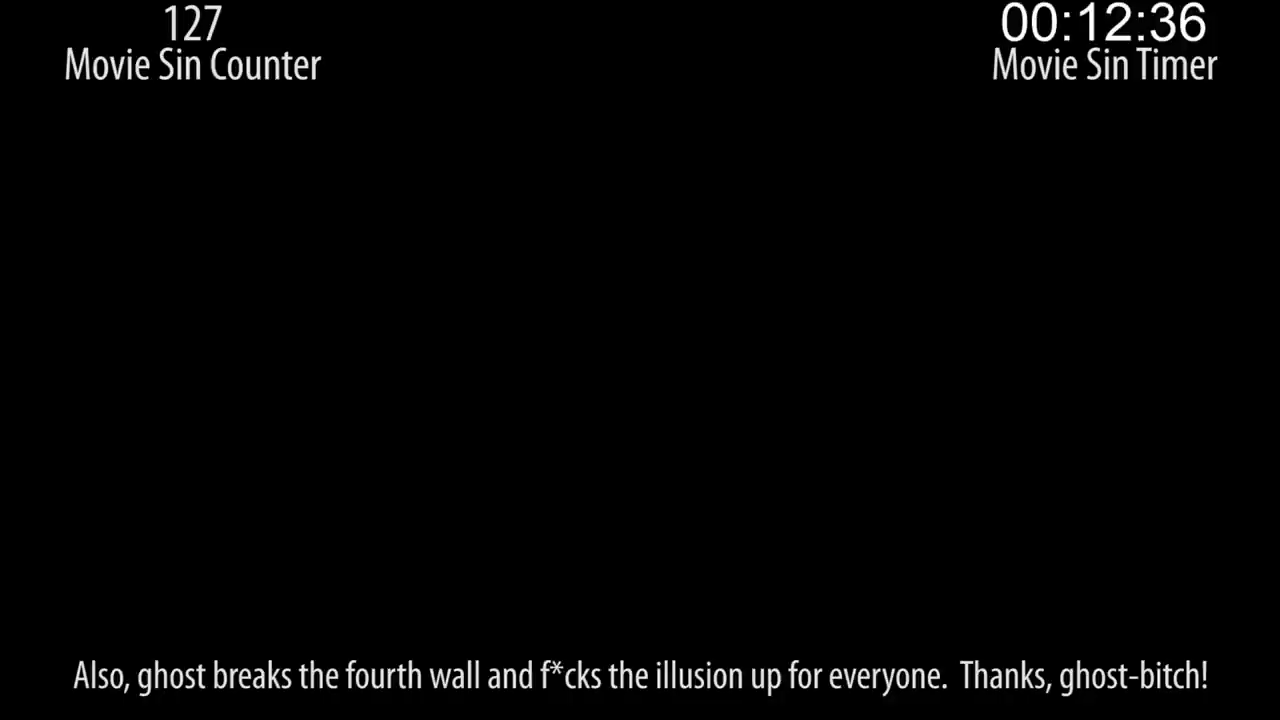 127
Movie Sin Counter
00:12:36
Movie Sin Timer
Also, ghost breaks the fourth wall and f*cks the illusion up for everyone.  Thanks, ghost-bitch!